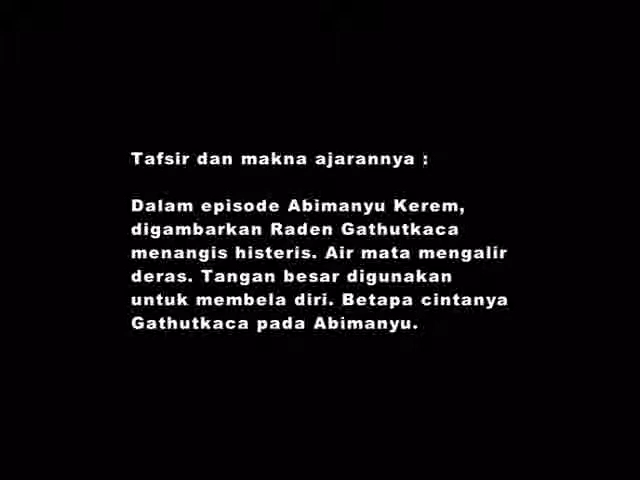 Tafsir dan makna ajarannya :
Dalam episode Abimanyu Kerem,
digambarkan Raden Gathutkaca
menangis histeris. Air mata mengalir
deras. Tangan besar digunakan
untuk membela diri. Betapa cintanya
Gathutkaca pada Abimanyu.